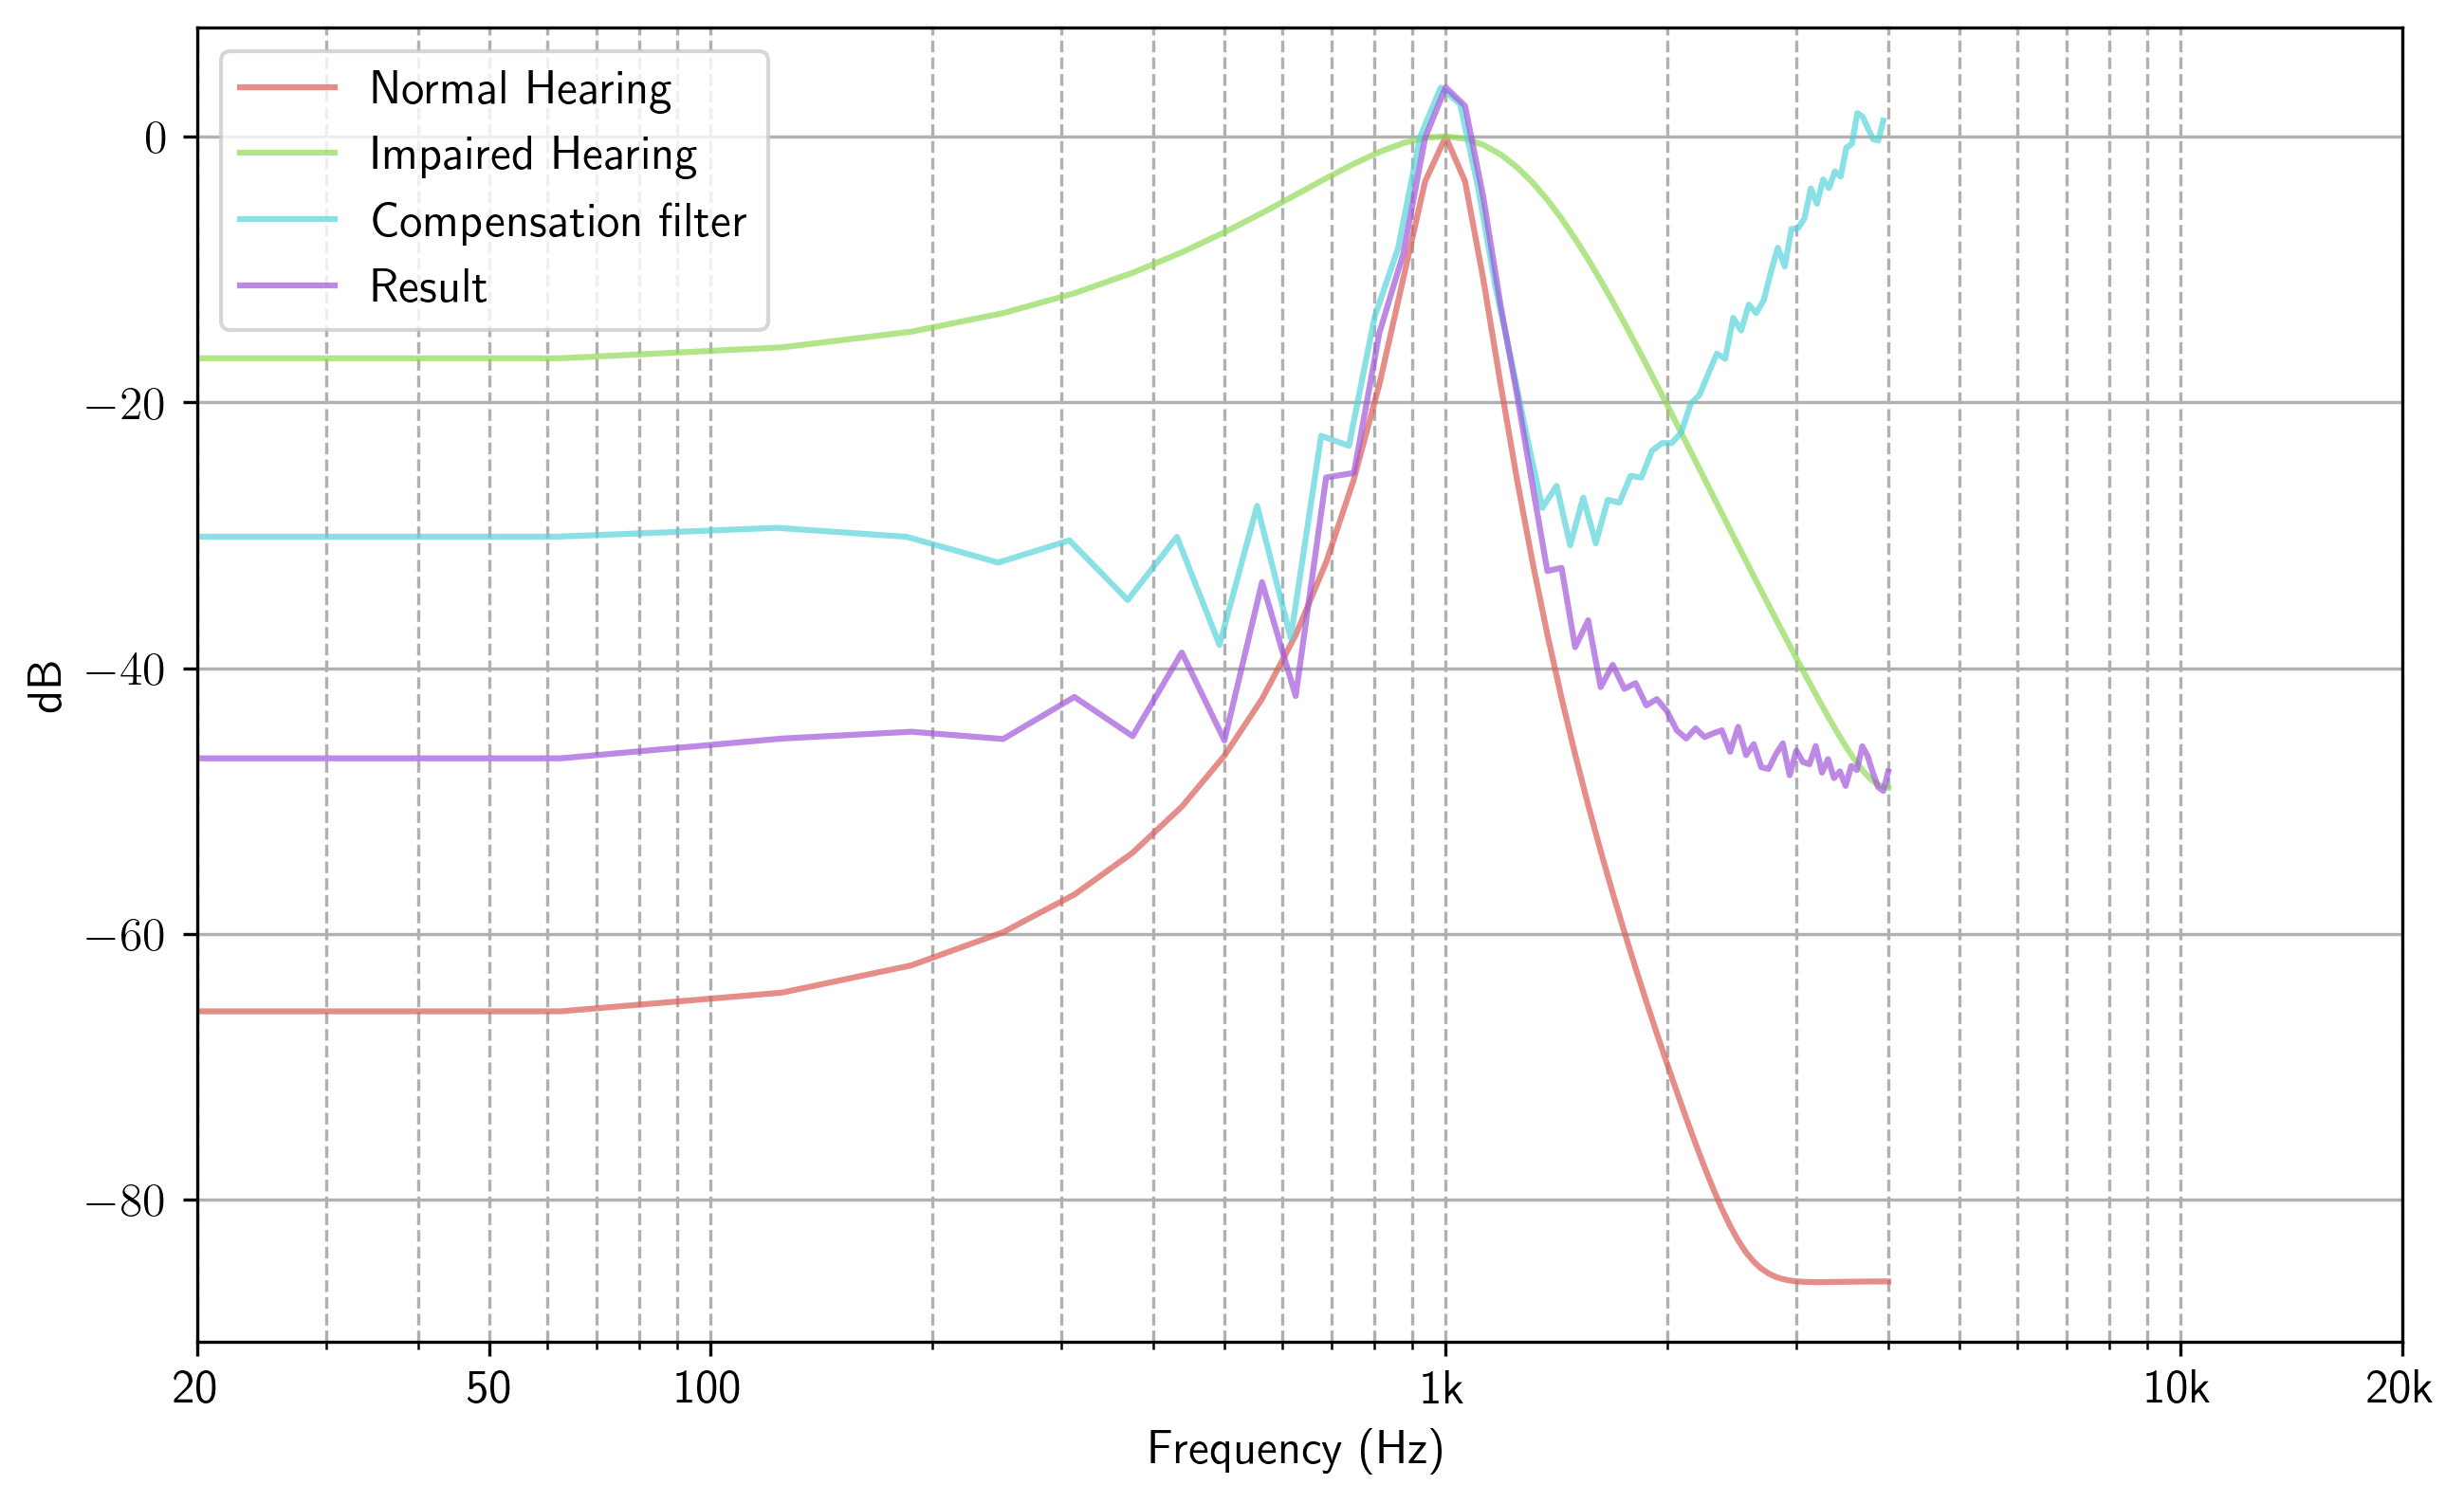 Normal Hearing
Impaired Hearing
Compensation filter
Result
0
−20
−40
−60
−80
dB
20 50 100 1k 10k 20k
Frequency (Hz)